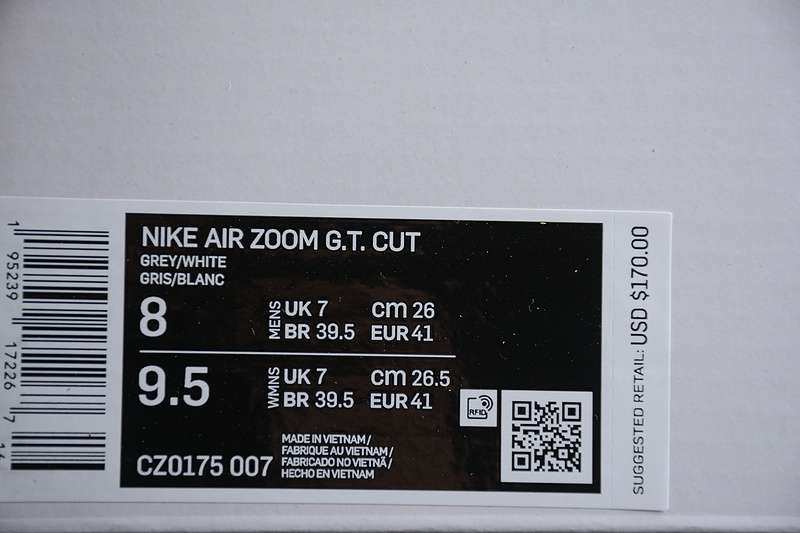 NIKE AIR ZOOM G.T. CUT
GREY/WHITE
GRIS/BLANC
8
MENS
UK 7
cm 26
BR 39.5
EUR 41
9.5
WMNS
UK 7
cm 26.5
BR 39.5
EUR 41
CZ0175 007
MADE IN VIETNAM /
FABRIQUE AU VIETNAM /
FABRICADO NO VIETNÃ /
HECHO EN VIETNAM
RFID
SUGGESTED RETAIL: USD $170.00
1 95239 17226 7